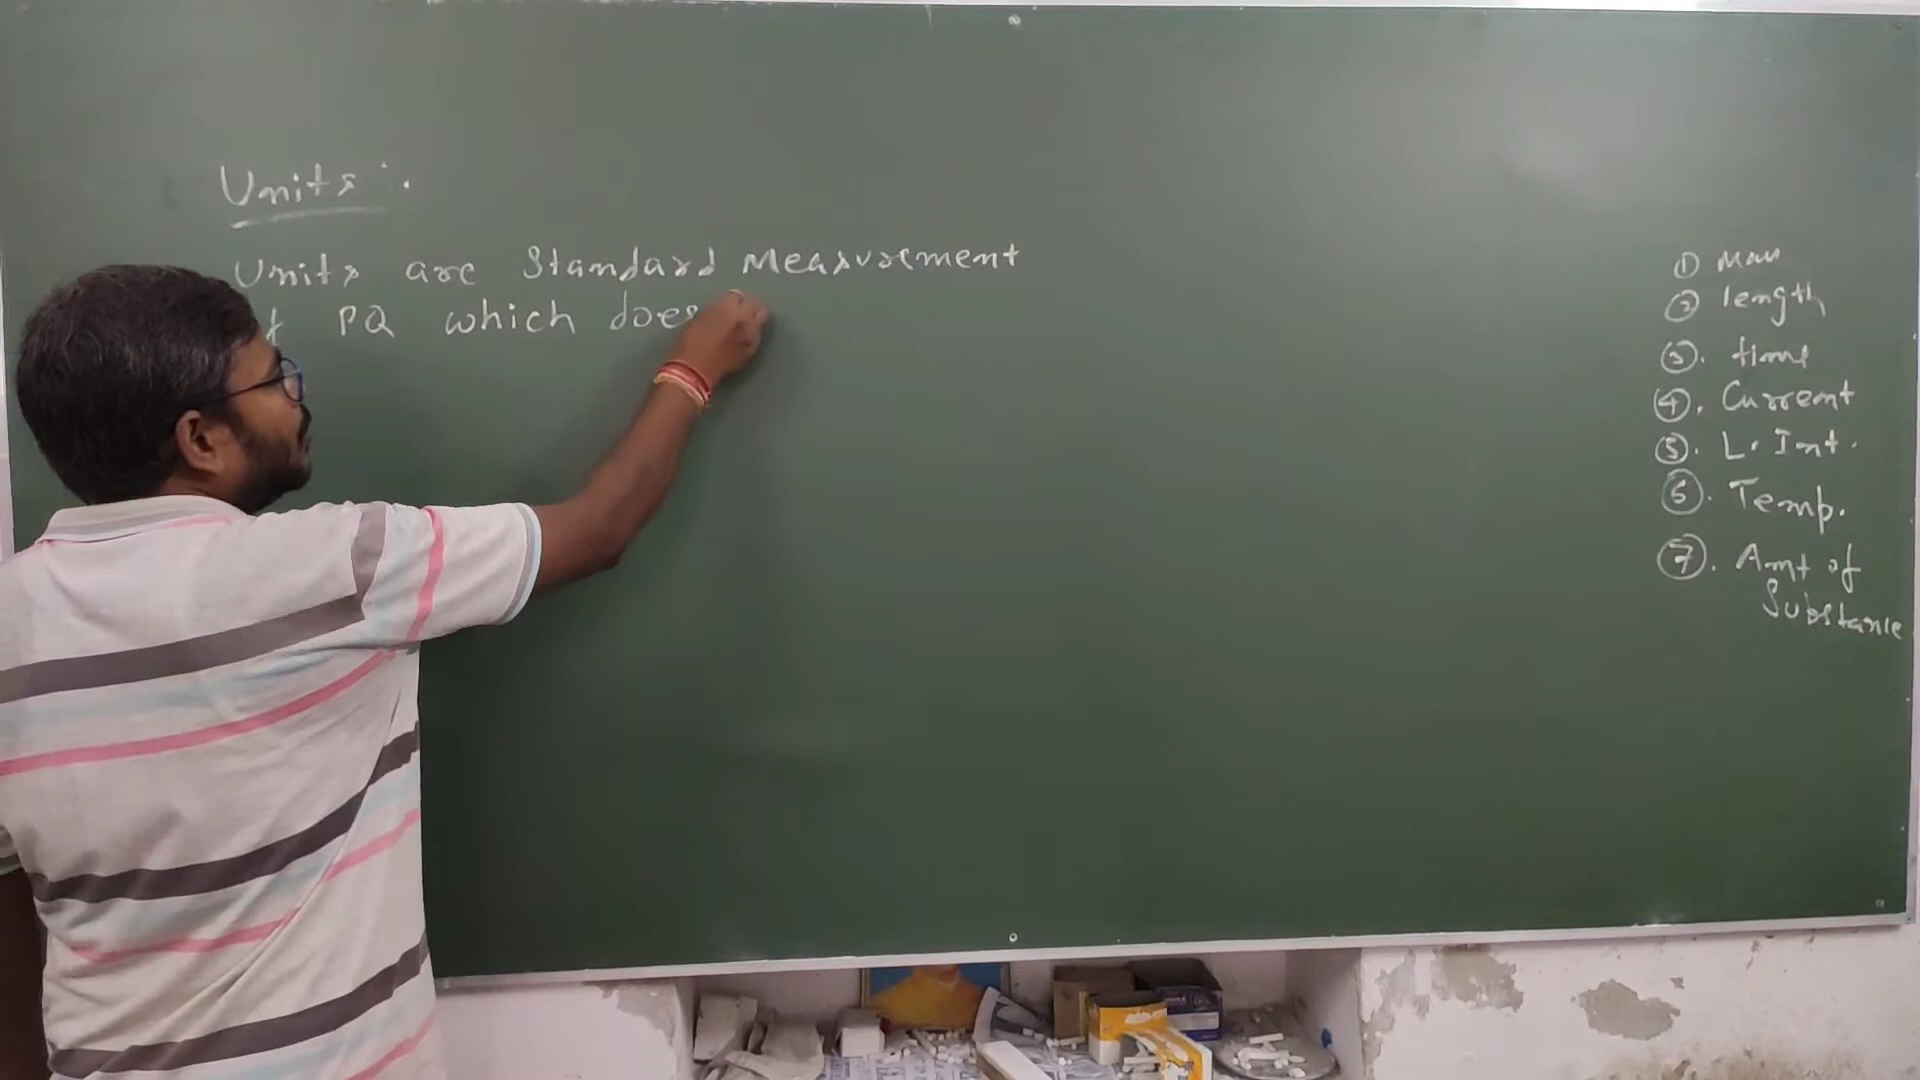 Units :
Units are Standard Measurement
PQ which does
① Mass
② length
③. time
④. Current
⑤. L. Int.
⑥. Temp.
⑦. Amt of
Substance